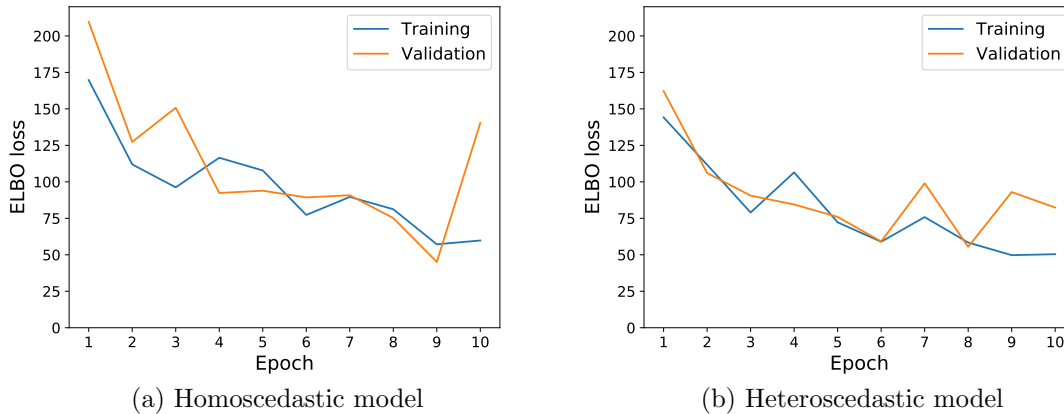 200
175
150
125
100
75
50
25
0
ELBO loss
Training
Validation
1 2 3 4 5 6 7 8 9 10
Epoch
(a) Homoscedastic model
200
175
150
125
100
75
50
25
0
ELBO loss
Training
Validation
1 2 3 4 5 6 7 8 9 10
Epoch
(b) Heteroscedastic model